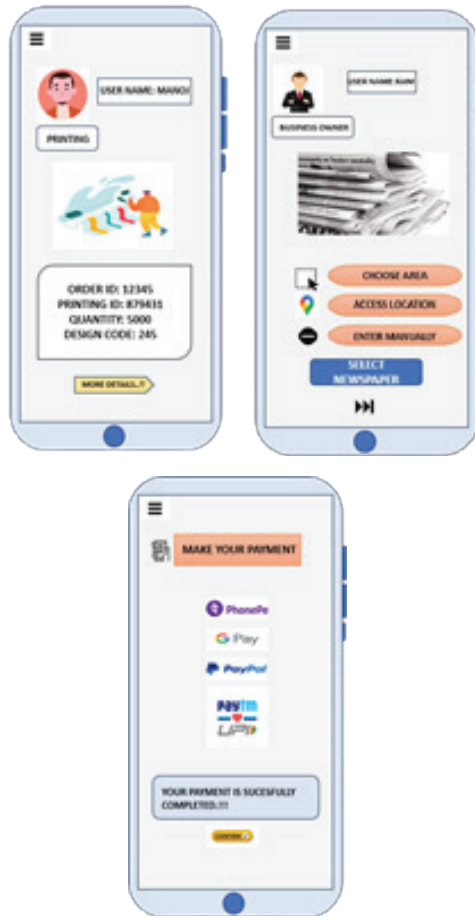 USER NAME: MANOJ
PRINTING
ORDER ID: 12345
PRINTING ID: 879431
QUANTITY: 5000
DESIGN CODE: 245
MORE DETAILS..!!
USER NAME:
BUSINESS OWNER
CHOOSE AREA
ACCESS LOCATION
ENTER MANUALLY
SELECT
NEWSPAPER
MAKE YOUR PAYMENT
PhonePe
G Pay
PayPal
paytm
UPI
YOUR PAYMENT IS SUCESFULLY
COMPLETED.!!!